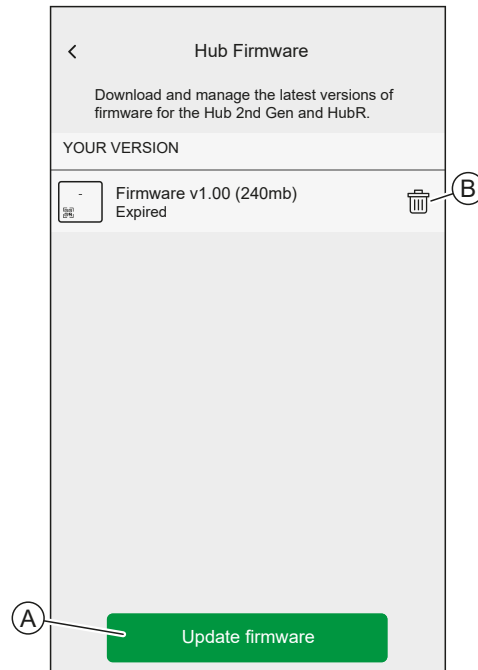 Hub Firmware
Download and manage the latest versions of
firmware for the Hub 2nd Gen and HubR.
YOUR VERSION
Firmware v1.00 (240mb)
Expired
B
A
Update firmware